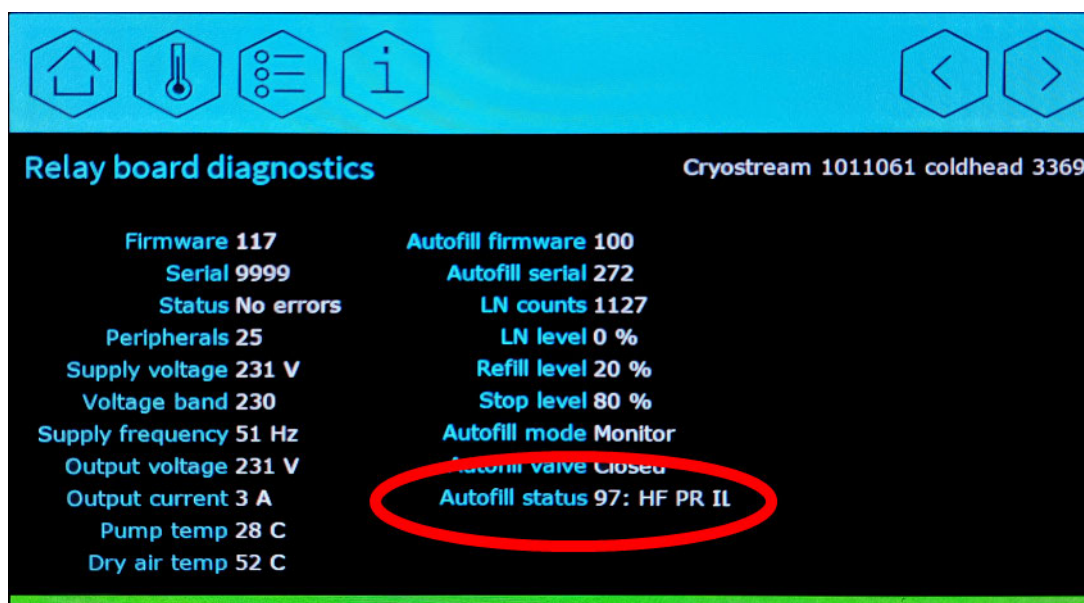 Relay board diagnostics
Cryostream 1011061 coldhead 3369
Firmware 117
Serial 9999
Status No errors
Peripherals 25
Supply voltage 231 V
Voltage band 230
Supply frequency 51 Hz
Output voltage 231 V
Output current 3 A
Pump temp 28 C
Dry air temp 52 C
Autofill firmware 100
Autofill serial 272
LN counts 1127
LN level 0 %
Refill level 20 %
Stop level 80 %
Autofill mode Monitor
Autofill valve Closed
Autofill status 97: HF PR IL